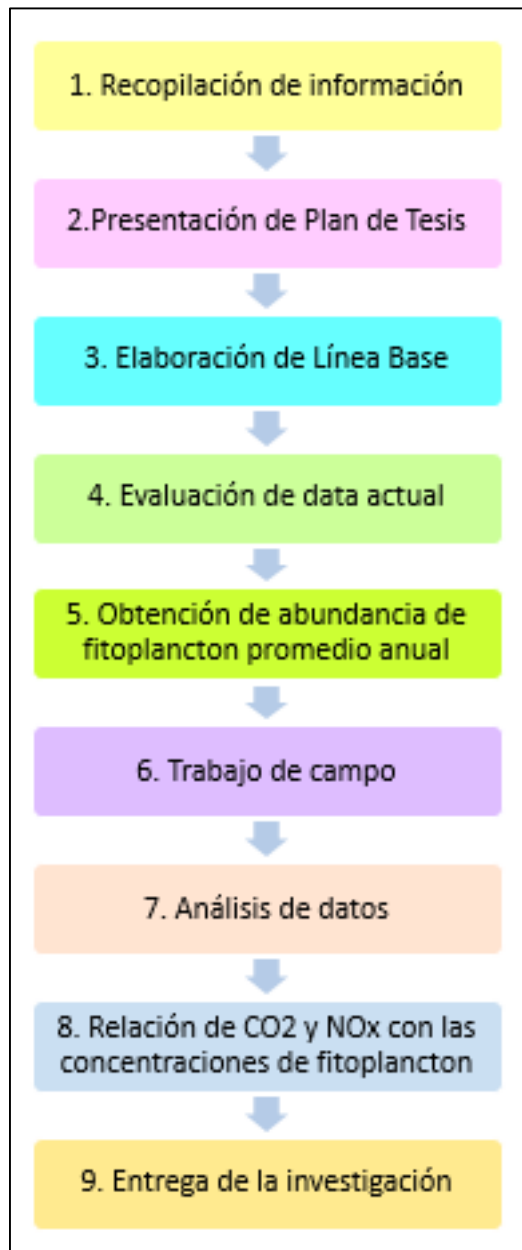 1. Recopilación de información
2.Presentación de Plan de Tesis
3. Elaboración de Línea Base
4. Evaluación de data actual
5. Obtención de abundancia de
fitoplancton promedio anual
6. Trabajo de campo
7. Análisis de datos
8. Relación de CO2 y NOx con las
concentraciones de fitoplancton
9. Entrega de la investigación